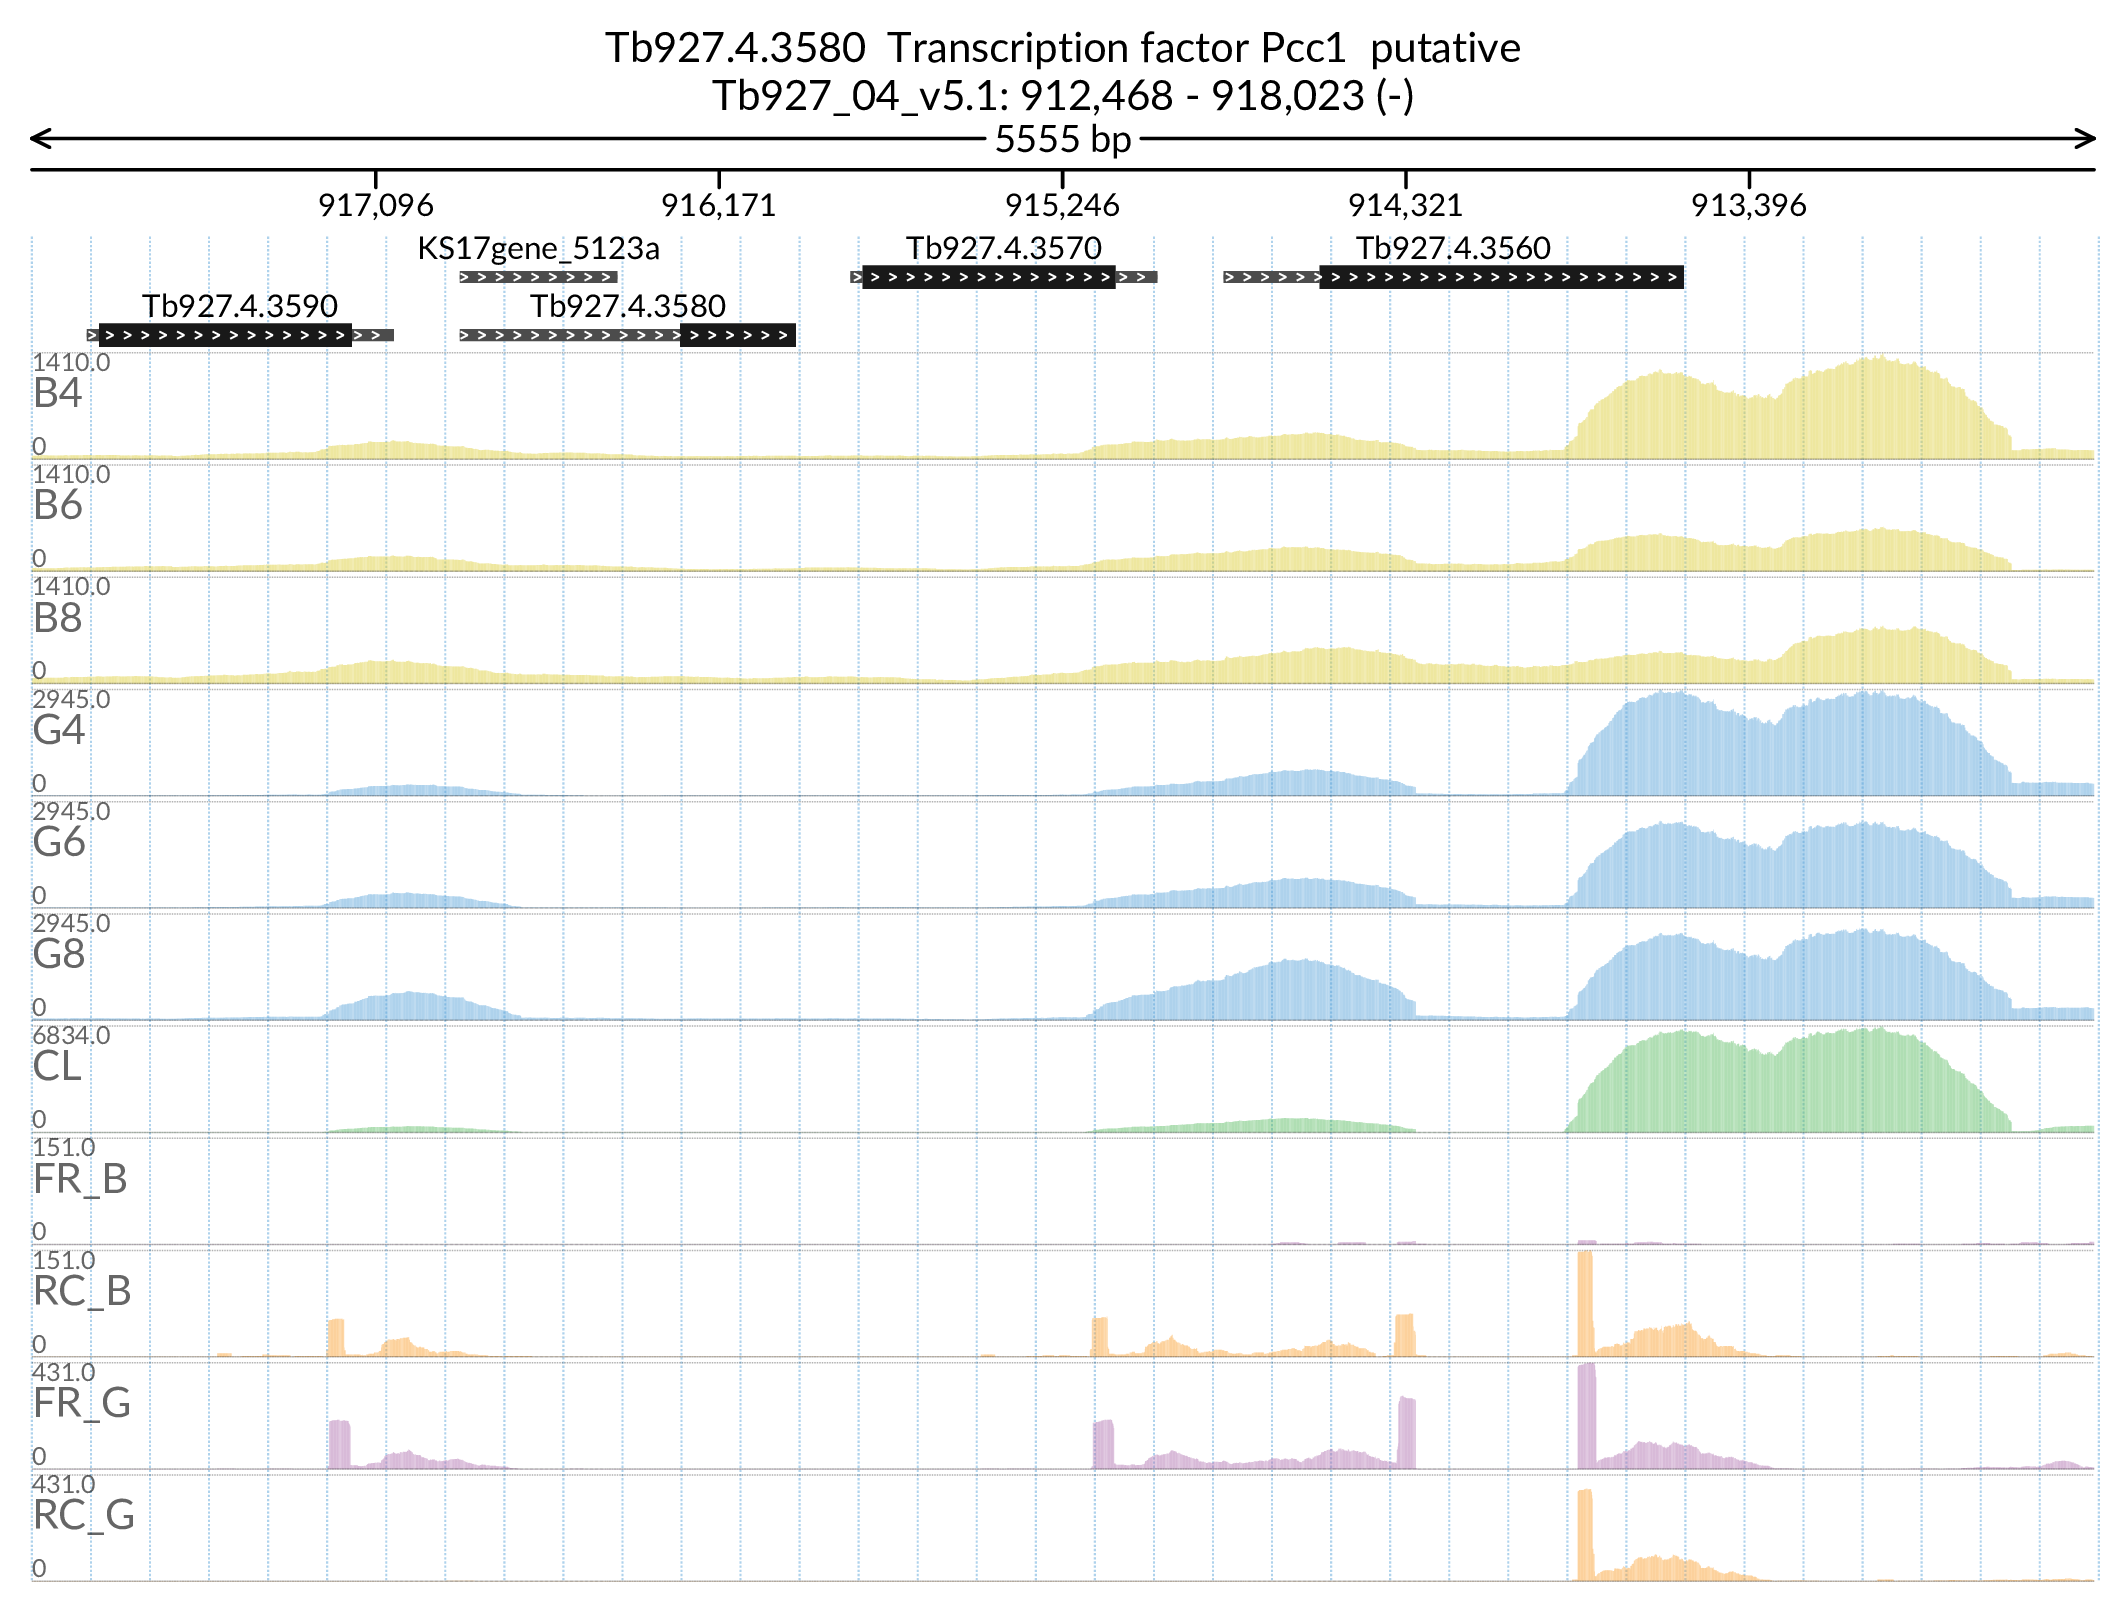 Tb927.4.3580  Transcription factor Pcc1  putative
Tb927_04_v5.1: 912,468 - 918,023 (-)
5555 bp
917,096 916,171 915,246 914,321 913,396
KS17gene_5123a Tb927.4.3570 Tb927.4.3560
Tb927.4.3590 Tb927.4.3580
1410.0
B4
0
1410.0
B6
0
1410.0
B8
0
2945.0
G4
0
2945.0
G6
0
2945.0
G8
0
6834.0
CL
0
151.0
FR_B
0
151.0
RC_B
0
431.0
FR_G
0
431.0
RC_G
0